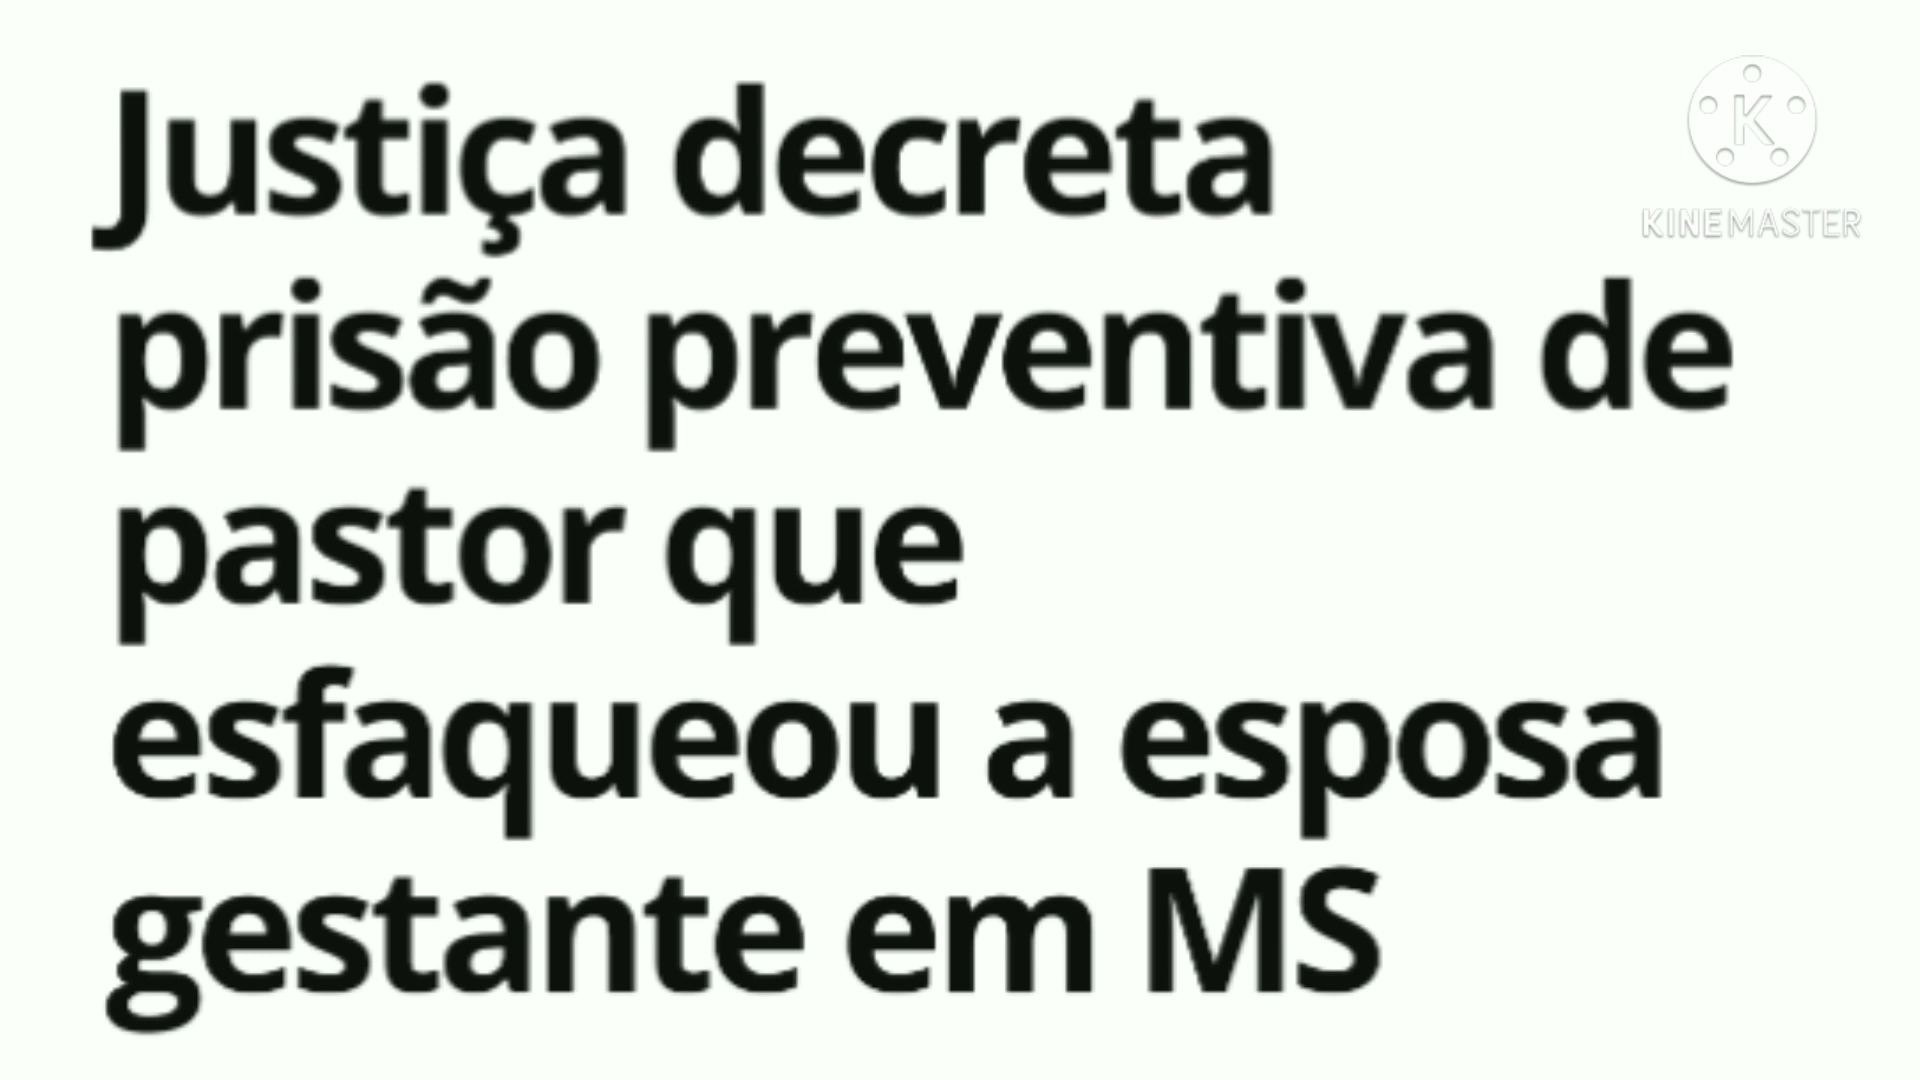 Justiça decreta
prisão preventiva de
pastor que
esfaqueou a esposa
gestante em MS
K
KINEMASTER